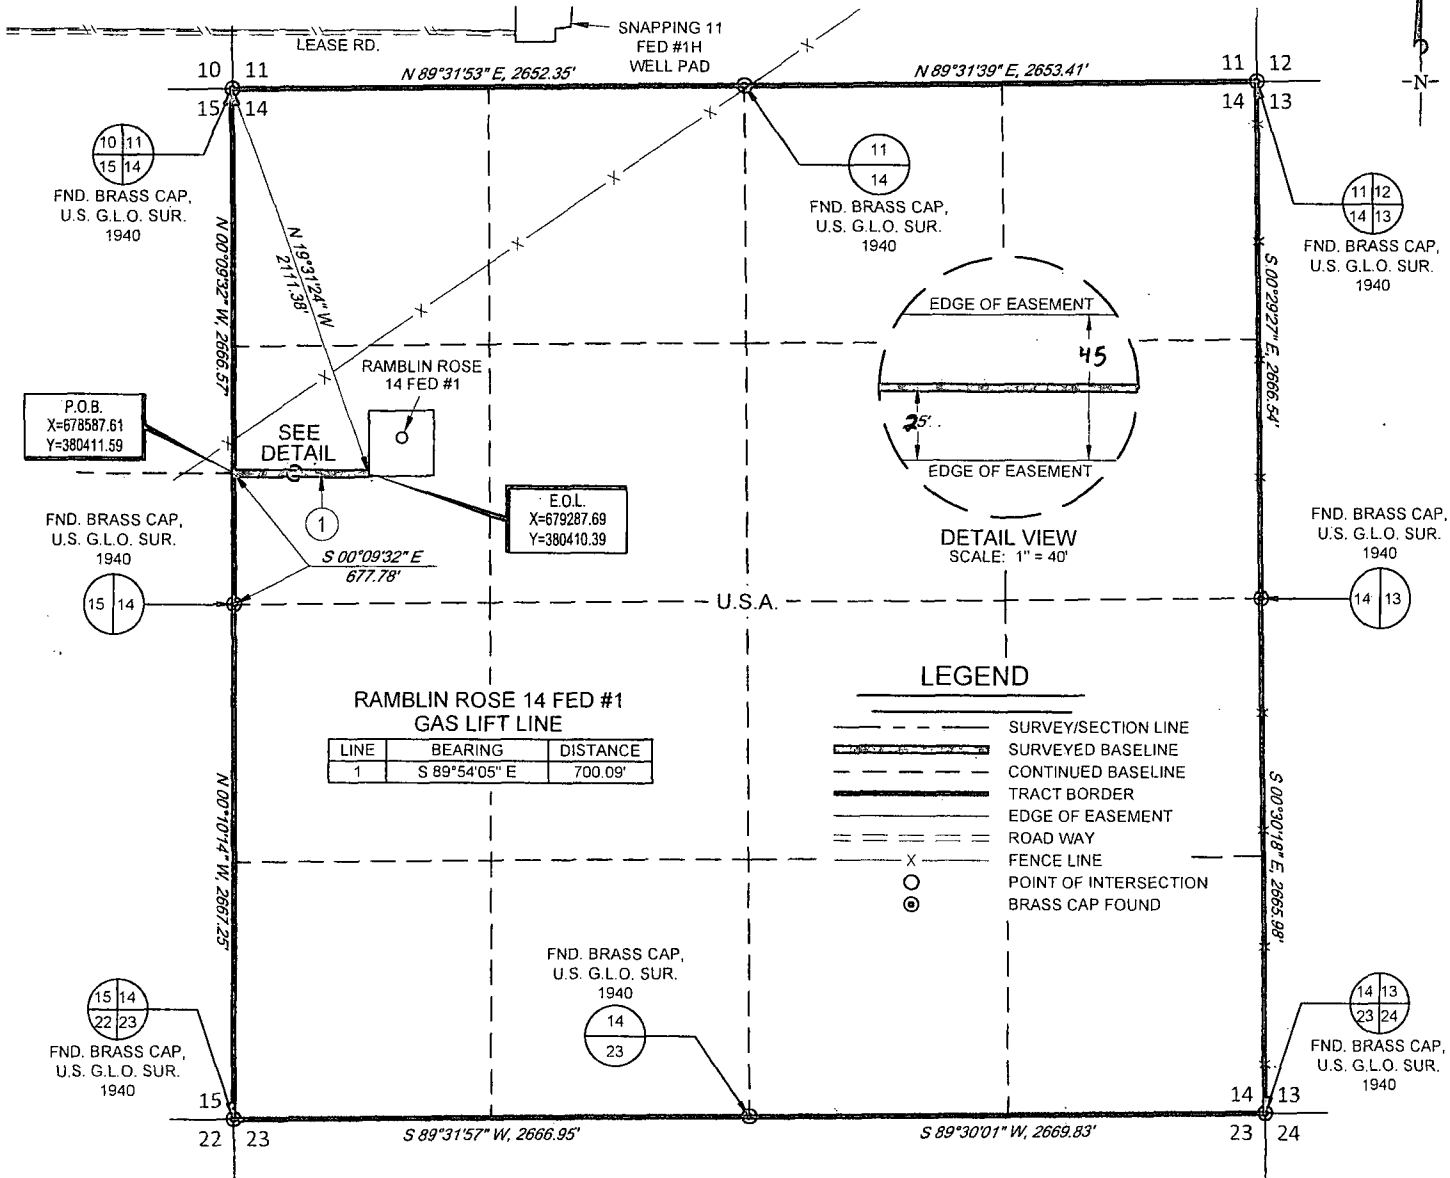 SNAPPING 11
FED #1H
WELL PAD
LEASE RD.
10 11
15 14
N 89°31'53" E, 2652.35'
N 89°31'39" E, 2653.41'
11 12
14 13
N
10 11
15 14
FND. BRASS CAP,
U.S. G.L.O. SUR.
1940
11
14
FND. BRASS CAP,
U.S. G.L.O. SUR.
1940
11 12
14 13
FND. BRASS CAP,
U.S. G.L.O. SUR.
1940
N 00°09'32" W, 2666.57'
N 19°31'24" W
2111.38'
S 00°29'27" E, 2666.54'
X
X
X
X
X
X
X
EDGE OF EASEMENT
45
25'
EDGE OF EASEMENT
DETAIL VIEW
SCALE: 1" = 40'
RAMBLIN ROSE
14 FED #1
P.O.B.
X=678587.61
Y=380411.59
SEE
DETAIL
1
E.O.L.
X=679287.69
Y=380410.39
FND. BRASS CAP,
U.S. G.L.O. SUR.
1940
15 14
S 00°09'32" E
677.78'
FND. BRASS CAP,
U.S. G.L.O. SUR.
1940
14 13
U.S.A.
RAMBLIN ROSE 14 FED #1
GAS LIFT LINE
LINE BEARING DISTANCE
1 S 89°54'05" E 700.09'
LEGEND
SURVEY/SECTION LINE
SURVEYED BASELINE
CONTINUED BASELINE
TRACT BORDER
EDGE OF EASEMENT
ROAD WAY
X FENCE LINE
POINT OF INTERSECTION
BRASS CAP FOUND
N 00°10'14" W, 2667.25'
S 00°30'18" E, 2665.98'
15 14
22 23
FND. BRASS CAP,
U.S. G.L.O. SUR.
1940
FND. BRASS CAP,
U.S. G.L.O. SUR.
1940
14
23
14 13
23 24
FND. BRASS CAP,
U.S. G.L.O. SUR.
1940
15
22 23
S 89°31'57" W, 2666.95'
S 89°30'01" W, 2669.83'
14 13
23 24